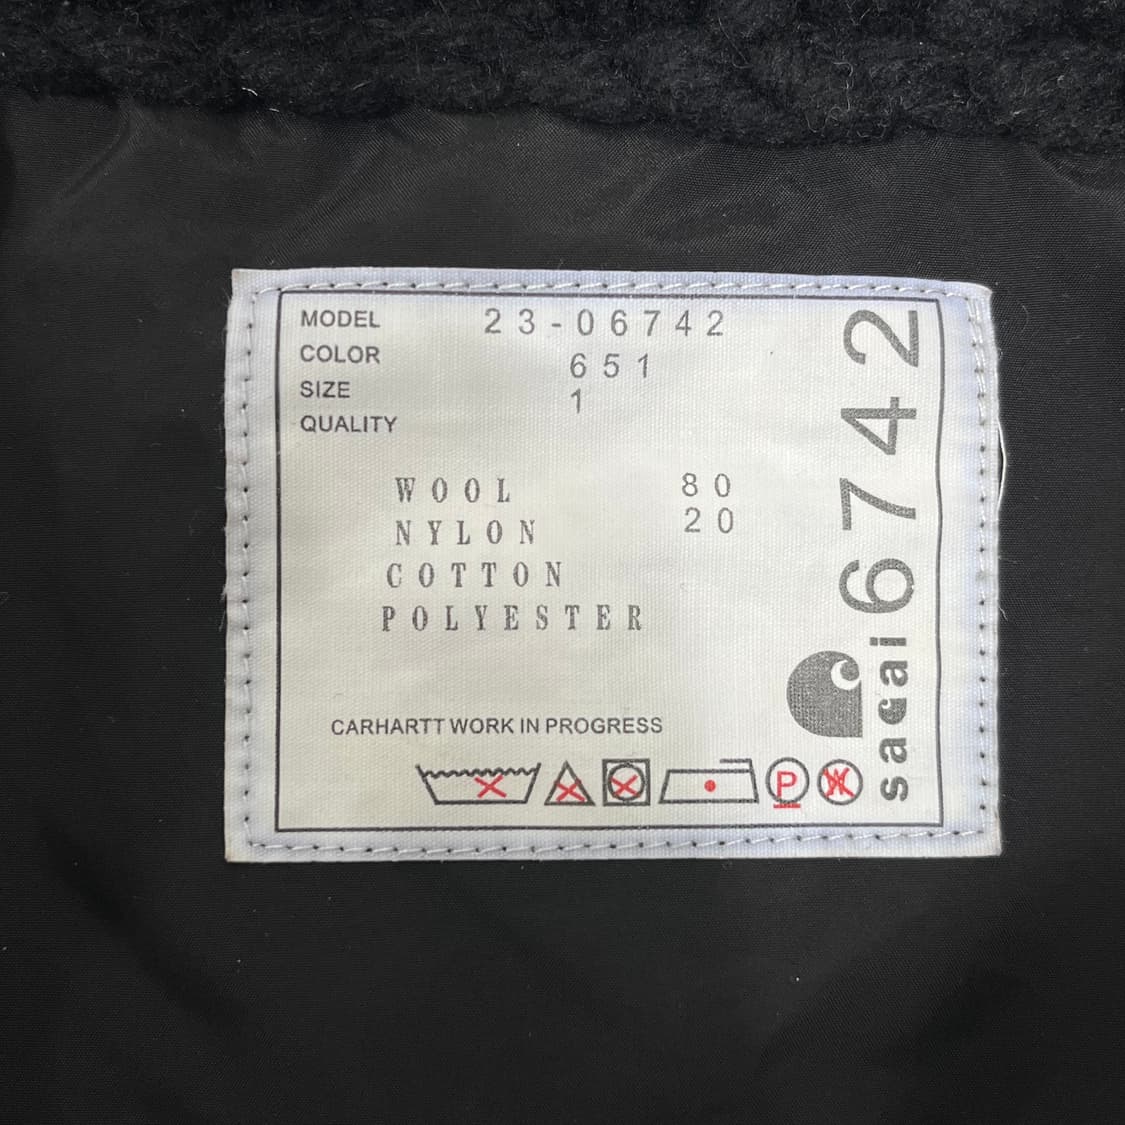 MODEL 23-06742
COLOR 651
SIZE 1
QUALITY
WOOL 80
NYLON 20
COTTON
POLYESTER
CARHARTT WORK IN PROGRESS
P
W
sacai 6742